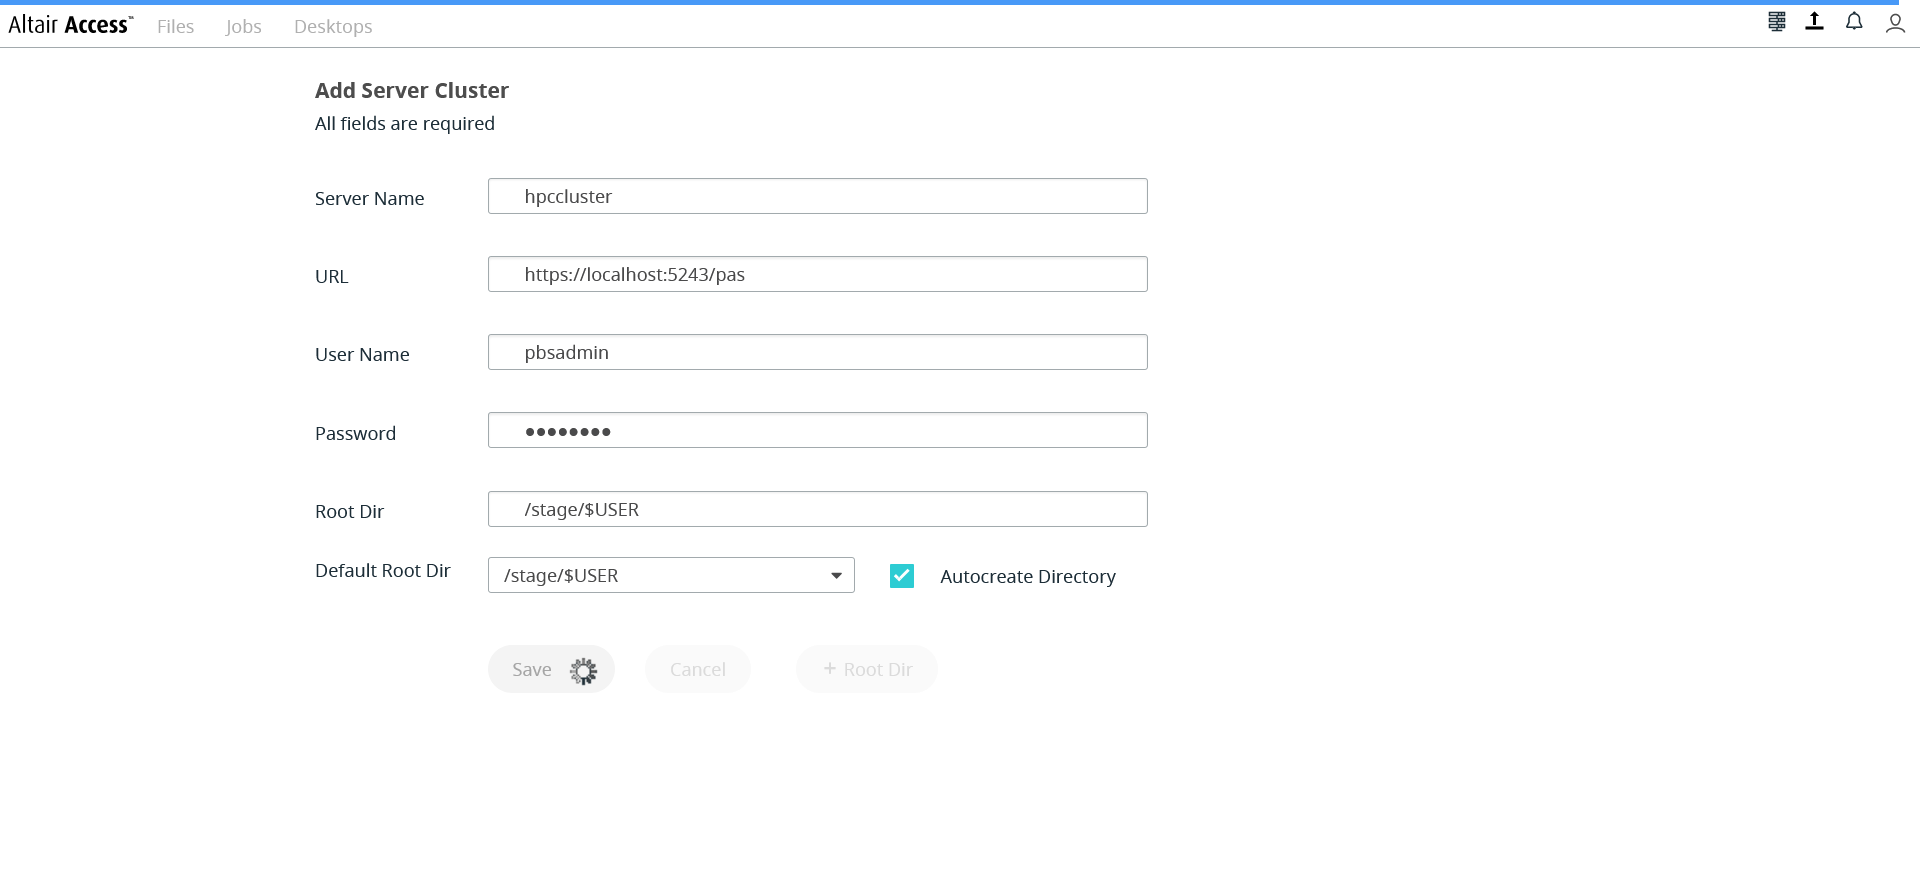 Altair Access™ Files Jobs Desktops
Add Server Cluster
All fields are required
Server Name hpccluster
URL https://localhost:5243/pas
User Name pbsadmin
Password ●●●●●●●●
Root Dir /stage/$USER
Default Root Dir /stage/$USER Autocreate Directory
Save Cancel + Root Dir